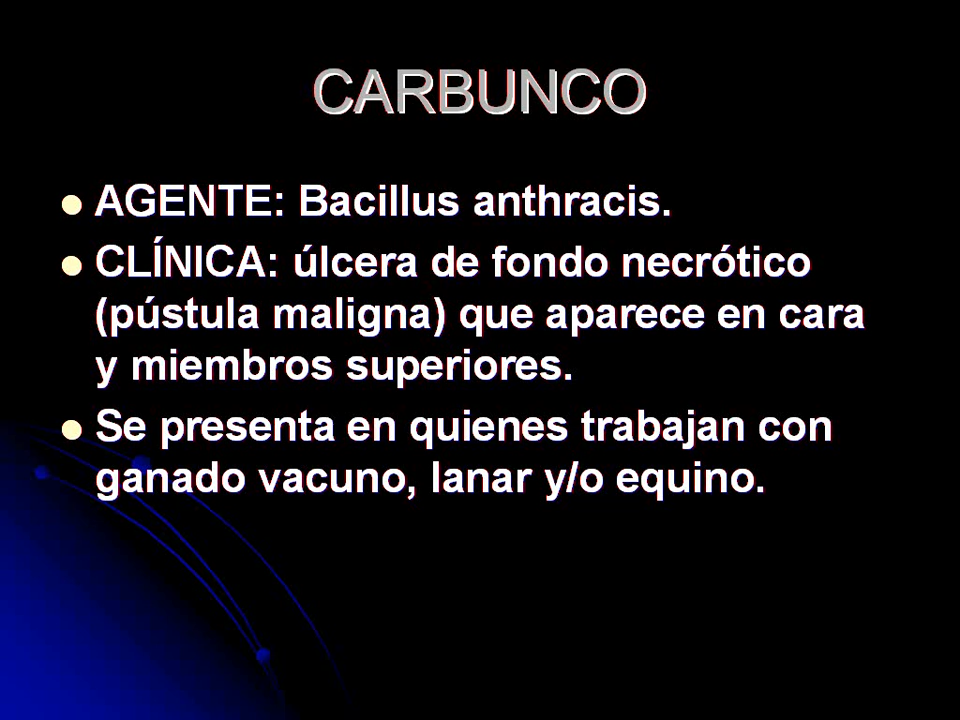 CARBUNCO
AGENTE: Bacillus anthracis.
CLÍNICA: úlcera de fondo necrótico
(pústula maligna) que aparece en cara
y miembros superiores.
Se presenta en quienes trabajan con
ganado vacuno, lanar y/o equino.